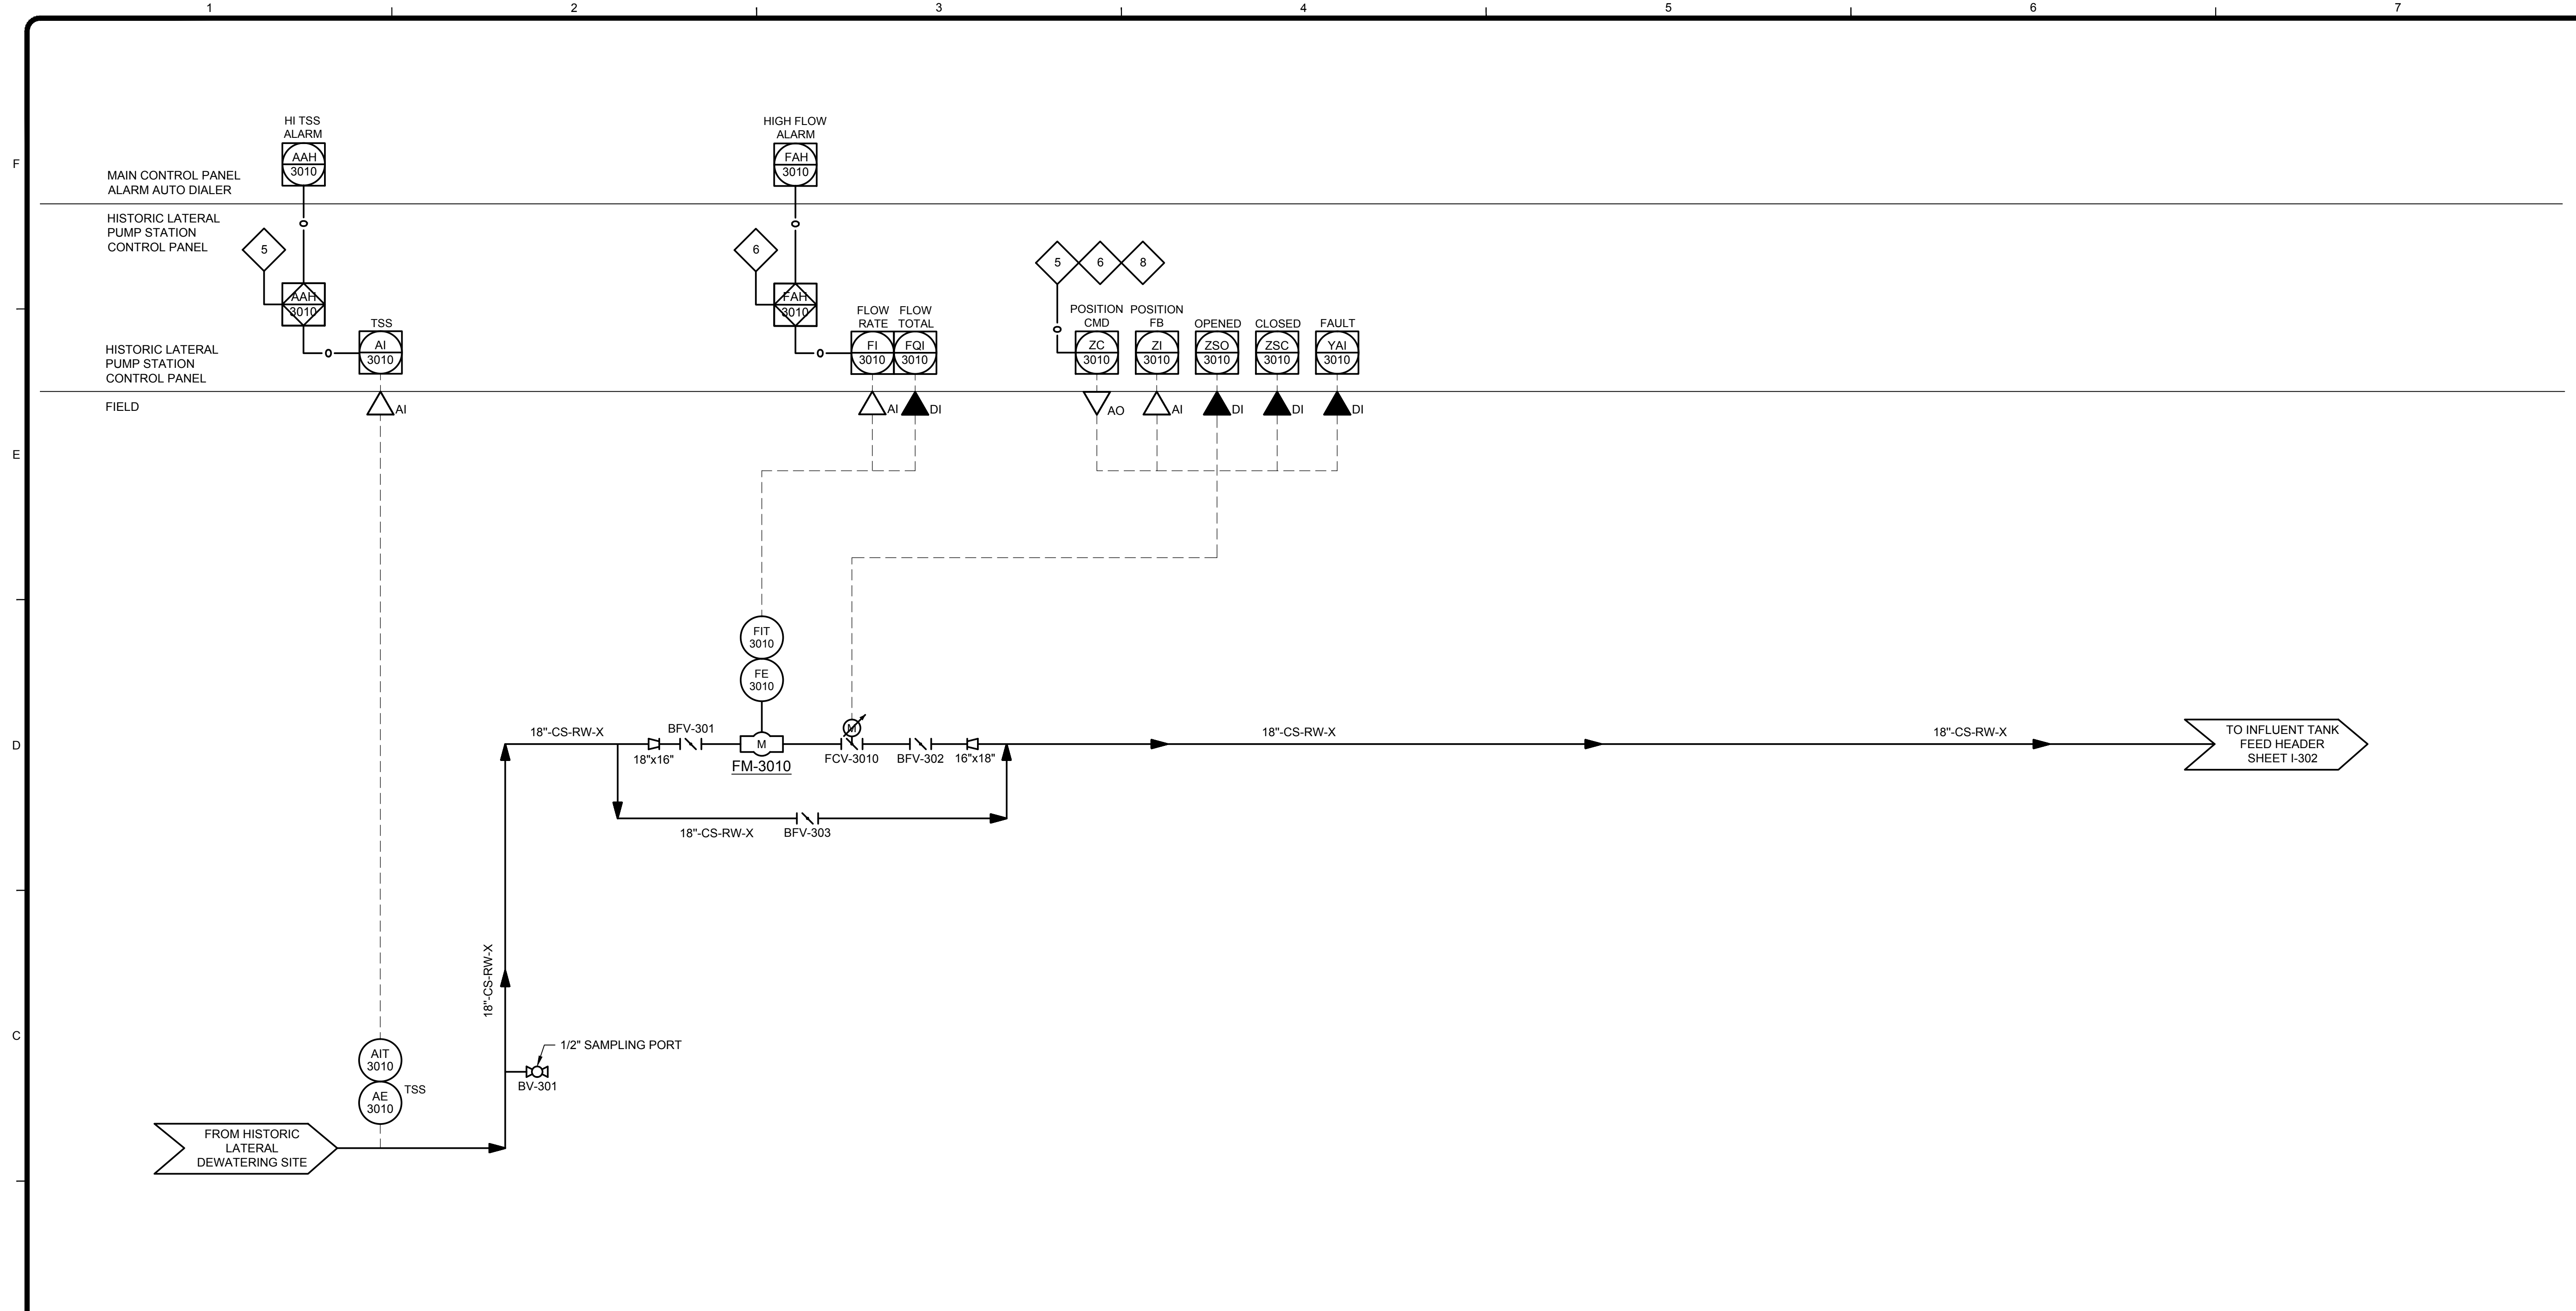 1
2
3
4
5
6
7
F
E
D
C
HI TSS
ALARM
AAH
3010
HIGH FLOW
ALARM
FAH
3010
MAIN CONTROL PANEL
ALARM AUTO DIALER
HISTORIC LATERAL
PUMP STATION
CONTROL PANEL
5
6
5
6
8
AAH
3010
FAH
3010
TSS
AI
3010
FLOW
RATE
FI
3010
FLOW
TOTAL
FQI
3010
POSITION
CMD
ZC
3010
POSITION
FB
ZI
3010
OPENED
ZSO
3010
CLOSED
ZSC
3010
FAULT
YAI
3010
HISTORIC LATERAL
PUMP STATION
CONTROL PANEL
FIELD
AI
AI
DI
AO
AI
DI
DI
DI
FIT
3010
FE
3010
18"-CS-RW-X
BFV-301
18"x16"
M
FM-3010
M
FCV-3010
BFV-302
16"x18"
18"-CS-RW-X
18"-CS-RW-X
TO INFLUENT TANK
FEED HEADER
SHEET I-302
18"-CS-RW-X
BFV-303
18"-CS-RW-X
1/2" SAMPLING PORT
BV-301
AIT
3010
AE
3010
TSS
FROM HISTORIC
LATERAL
DEWATERING SITE